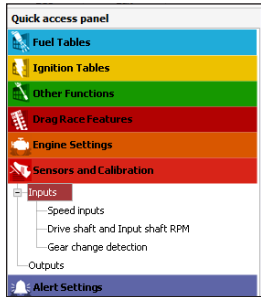 Quick access panel
Fuel Tables
Ignition Tables
Other Functions
Drag Race Features
Engine Settings
Sensors and Calibration
Inputs
Speed inputs
Drive shaft and Input shaft RPM
Gear change detection
Outputs
Alert Settings